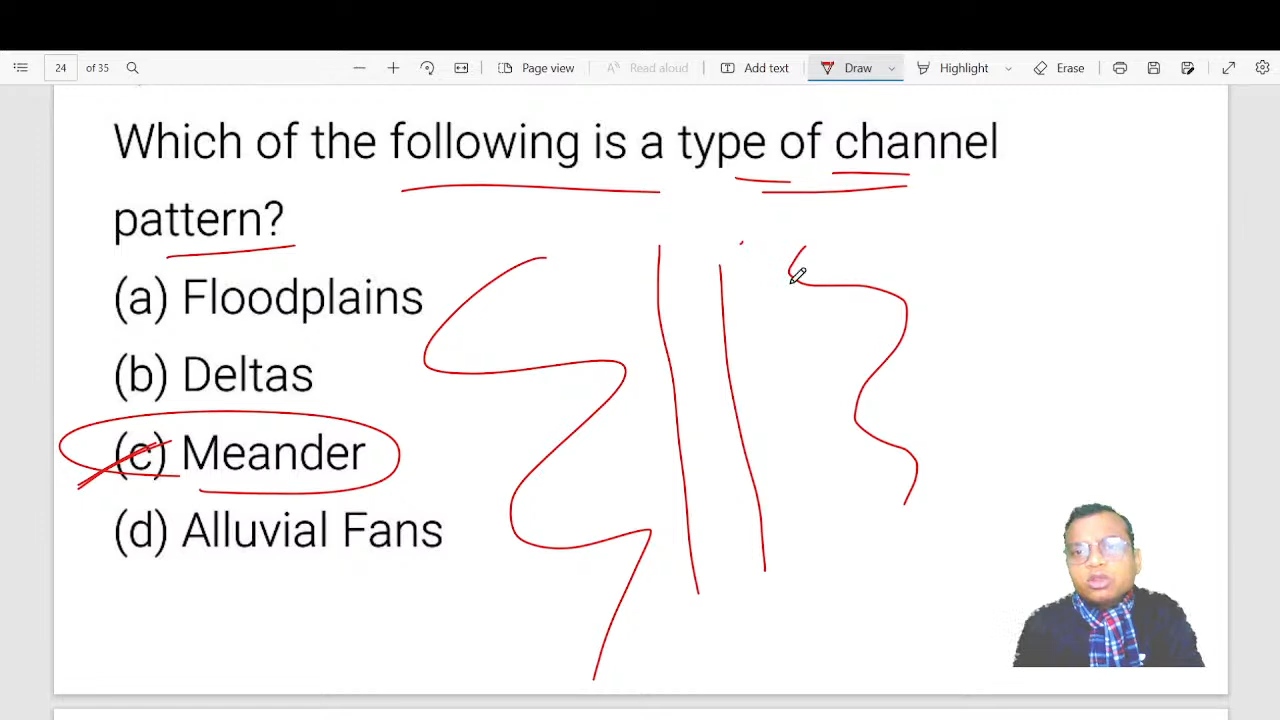 24 of 35 Page view Read aloud Add text Draw Highlight Erase
Which of the following is a type of channel
pattern?
(a) Floodplains
(b) Deltas
(c) Meander
(d) Alluvial Fans